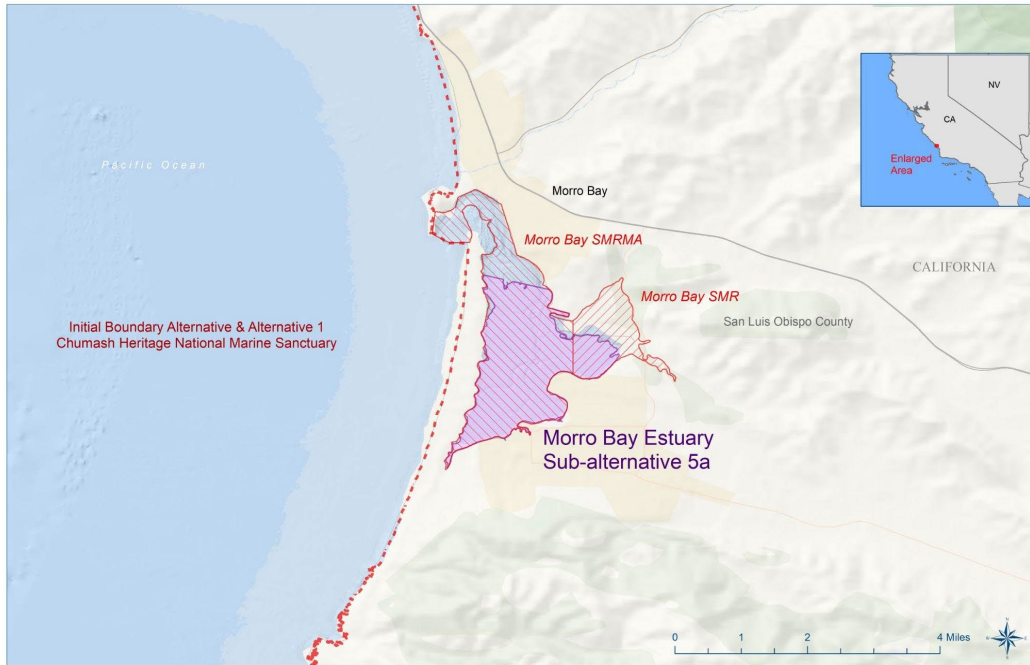 NV
CA
Enlarged
Area
Pacific Ocean
Morro Bay
Morro Bay SMRMA
CALIFORNIA
Morro Bay SMR
San Luis Obispo County
Initial Boundary Alternative & Alternative 1
Chumash Heritage National Marine Sanctuary
Morro Bay Estuary
Sub-alternative 5a
0 1 2 4 Miles
N